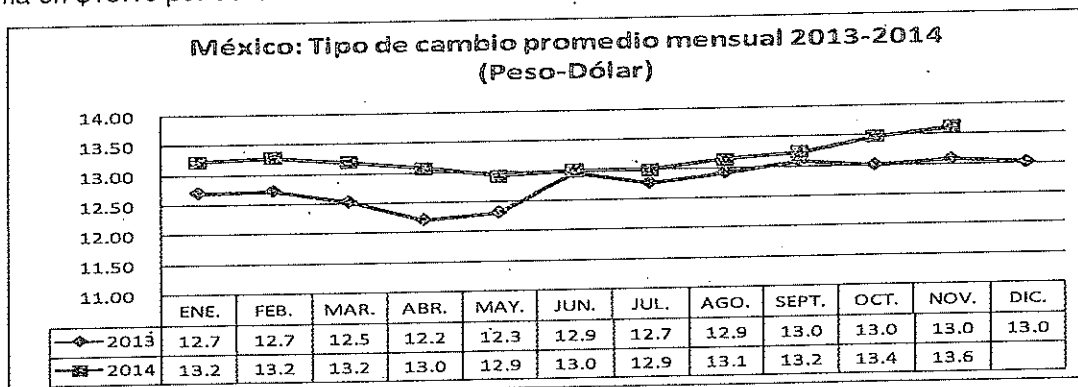 México: Tipo de cambio promedio mensual 2013-2014
(Peso-Dólar)
14.00
13.50
13.00
12.50
12.00
11.50
11.00
ENE. FEB. MAR. ABR. MAY. JUN. JUL. AGO. SEPT. OCT. NOV. DIC.
2013 12.7 12.7 12.5 12.2 12.3 12.9 12.7 12.9 13.0 13.0 13.0 13.0
2014 13.2 13.2 13.2 13.0 12.9 13.0 12.9 13.1 13.2 13.4 13.6